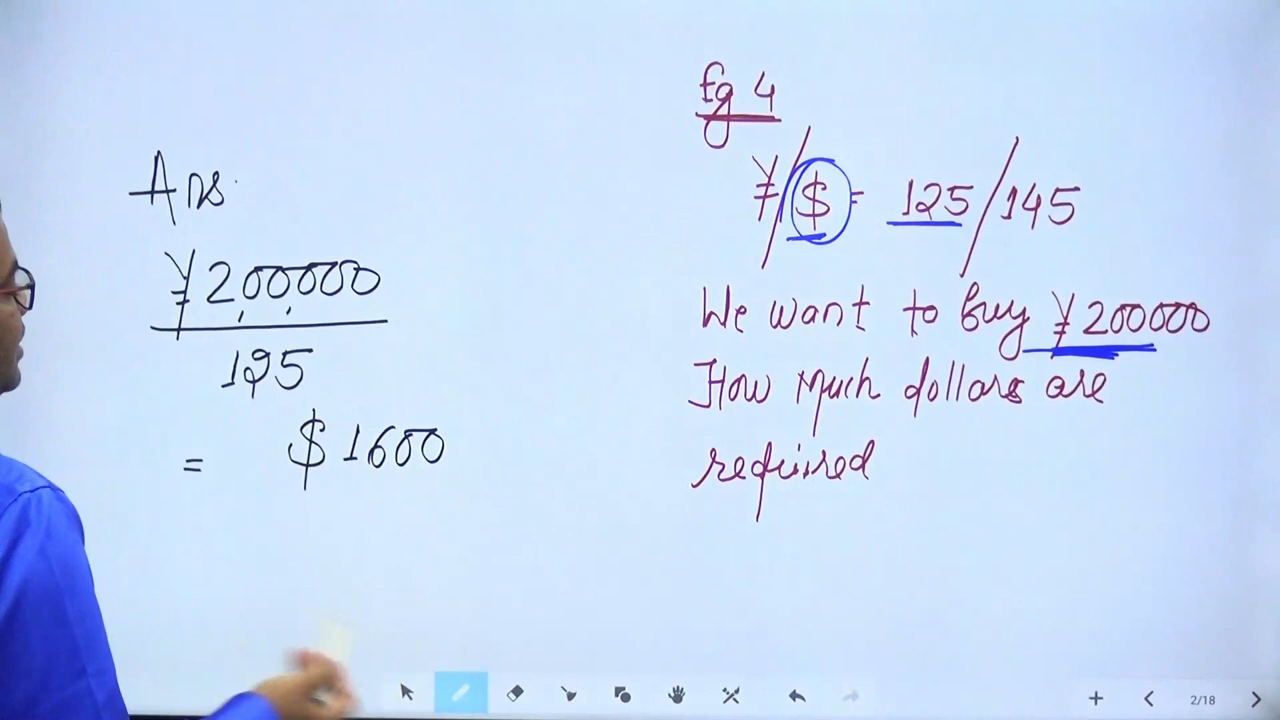 Ans.
¥200000
125
= $1600
Eg 4
¥/$ = 125/145
We want to buy ¥200000
How much dollars are
required
2/18